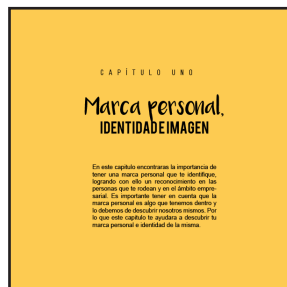 CAPÍTULO UNO
Marca personal,
IDENTIDAD E IMAGEN
En este capitulo encontraras la importancia de
tener una marca personal que te identifique,
logrando con ello un reconocimiento en las
personas que te rodean y en el ámbito empre-
sarial. Es importante tener en cuenta que la
marca personal es algo que tenemos dentro y
lo debemos de descubrir nosotros mismos. Por
lo que este capitulo te ayudara a descubrir tu
marca personal e identidad de la misma.